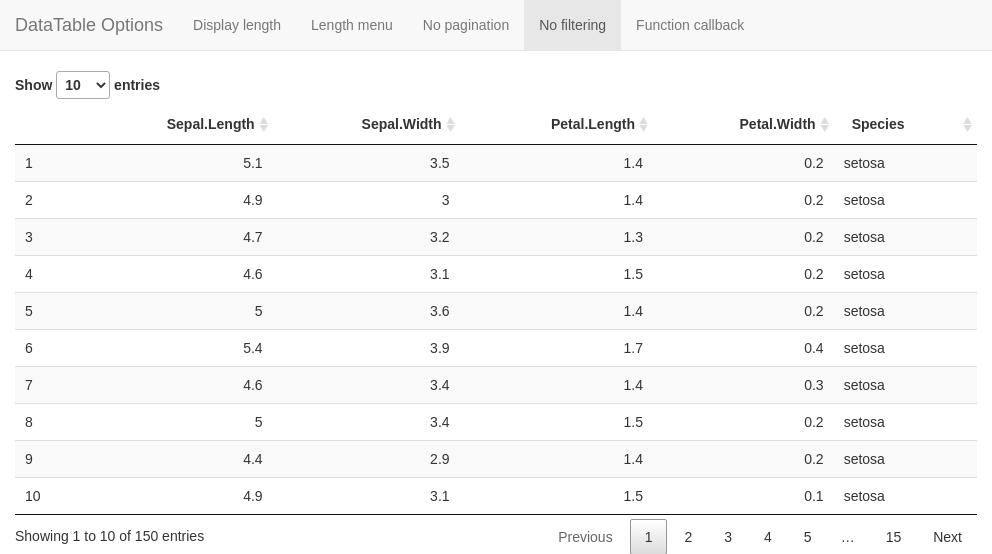 DataTable Options Display length Length menu No pagination No filtering Function callback
Show 10 entries
Sepal.Length Sepal.Width Petal.Length Petal.Width Species
1 5.1 3.5 1.4 0.2 setosa
2 4.9 3 1.4 0.2 setosa
3 4.7 3.2 1.3 0.2 setosa
4 4.6 3.1 1.5 0.2 setosa
5 5 3.6 1.4 0.2 setosa
6 5.4 3.9 1.7 0.4 setosa
7 4.6 3.4 1.4 0.3 setosa
8 5 3.4 1.5 0.2 setosa
9 4.4 2.9 1.4 0.2 setosa
10 4.9 3.1 1.5 0.1 setosa
Showing 1 to 10 of 150 entries Previous 1 2 3 4 5 … 15 Next